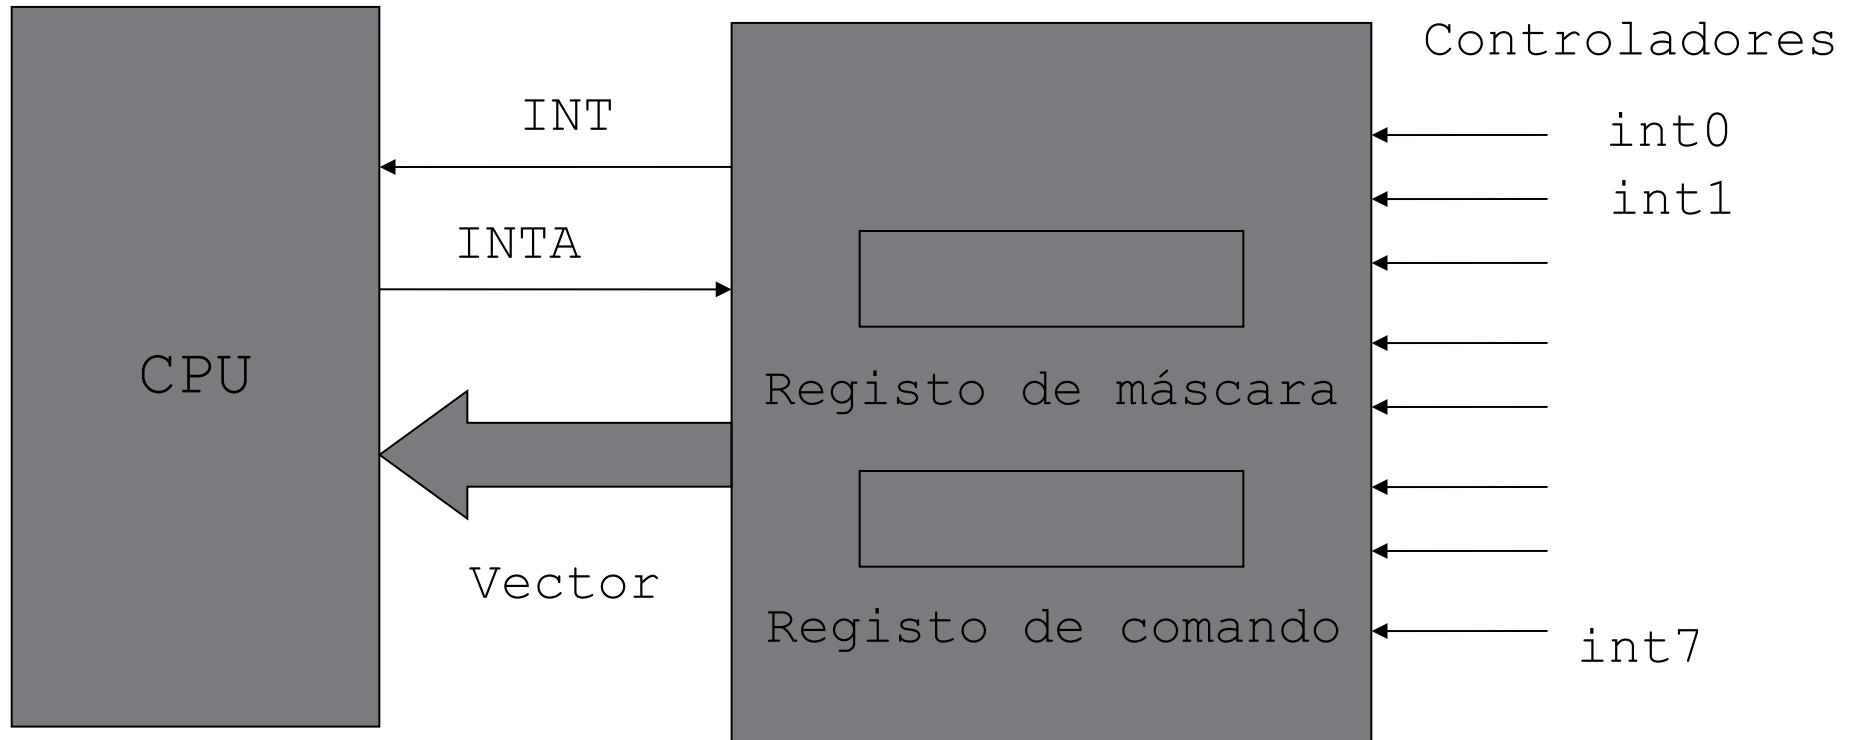 Controladores
INT
int0
int1
INTA
CPU
Registo de máscara
Vector
Registo de comando
int7